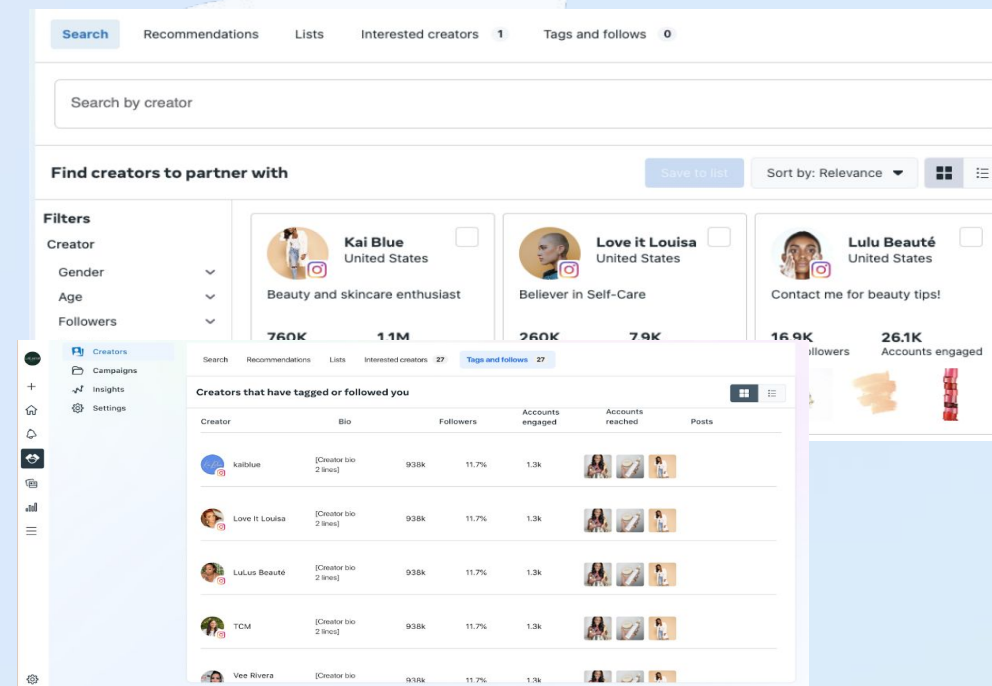 Search Recommendations Lists Interested creators 1 Tags and follows 0
Search by creator
Find creators to partner with Save to list Sort by: Relevance
Filters
Creator
Gender
Age
Followers
Kai Blue
United States
Beauty and skincare enthusiast
760K 1.1M
Love it Louisa
United States
Believer in Self-Care
260K 7.9K
Lulu Beauté
United States
Contact me for beauty tips!
16.9K 26.1K
Accounts engaged
Creators
Campaigns
Insights
Settings
Search Recommendations Lists Interested creators 27 Tags and follows 27
Creators that have tagged or followed you
Creator Bio Followers Accounts engaged Accounts reached Posts
kaiblue [Creator bio 2 lines] 938k 11.7% 1.3k
Love It Louisa [Creator bio 2 lines] 938k 11.7% 1.3k
LuLus Beauté [Creator bio 2 lines] 938k 11.7% 1.3k
TCM [Creator bio 2 lines] 938k 11.7% 1.3k
Vee Rivera [Creator bio 938k 11.7% 1.3k